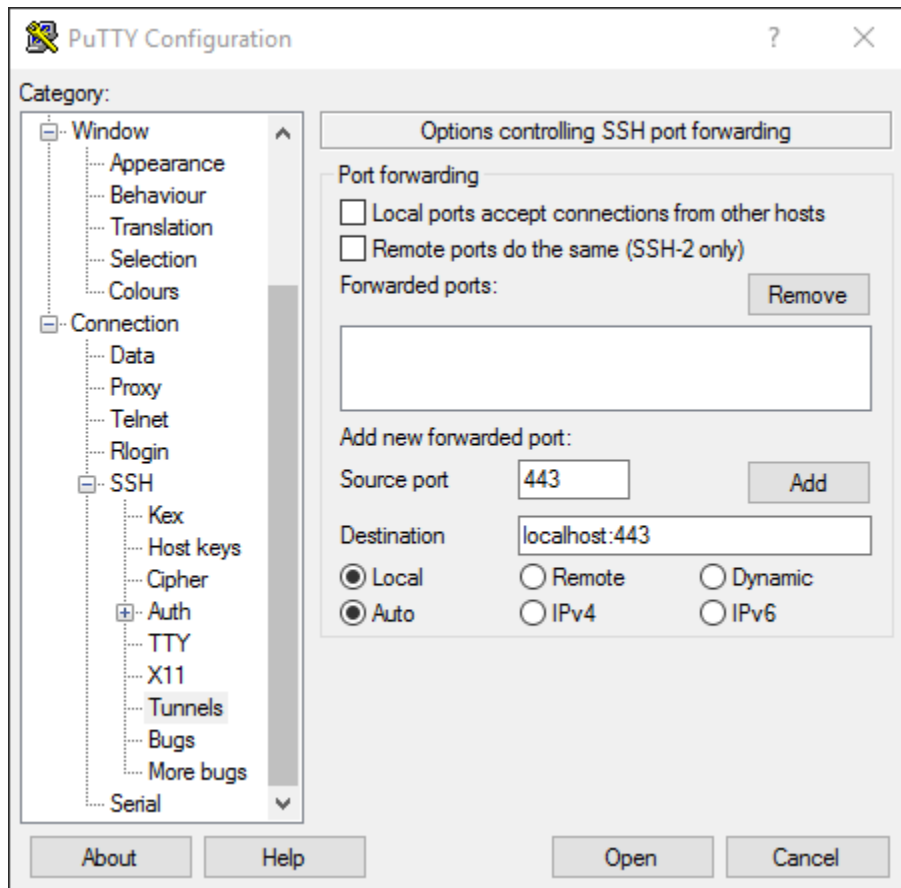 PuTTY Configuration
?
Category:
Window
Appearance
Behaviour
Translation
Selection
Colours
Connection
Data
Proxy
Telnet
Rlogin
SSH
Kex
Host keys
Cipher
Auth
TTY
X11
Tunnels
Bugs
More bugs
Serial
Options controlling SSH port forwarding
Port forwarding
Local ports accept connections from other hosts
Remote ports do the same (SSH-2 only)
Forwarded ports:
Remove
Add new forwarded port:
Source port 443 Add
Destination localhost:443
Local Remote Dynamic
Auto IPv4 IPv6
About Help Open Cancel